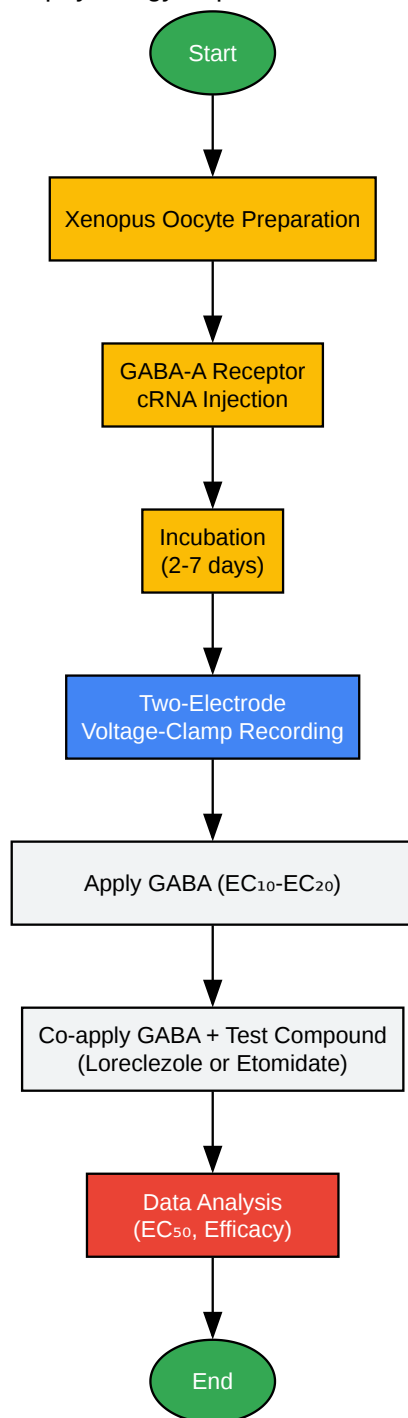 Start
Xenopus Oocyte Preparation
GABA-A Receptor
cRNA Injection
Incubation
(2-7 days)
Two-Electrode
Voltage-Clamp Recording
Apply GABA (EC₁₀-EC₂₀)
Co-apply GABA + Test Compound
(Loreclezole or Etomidate)
Data Analysis
(EC₅₀, Efficacy)
End